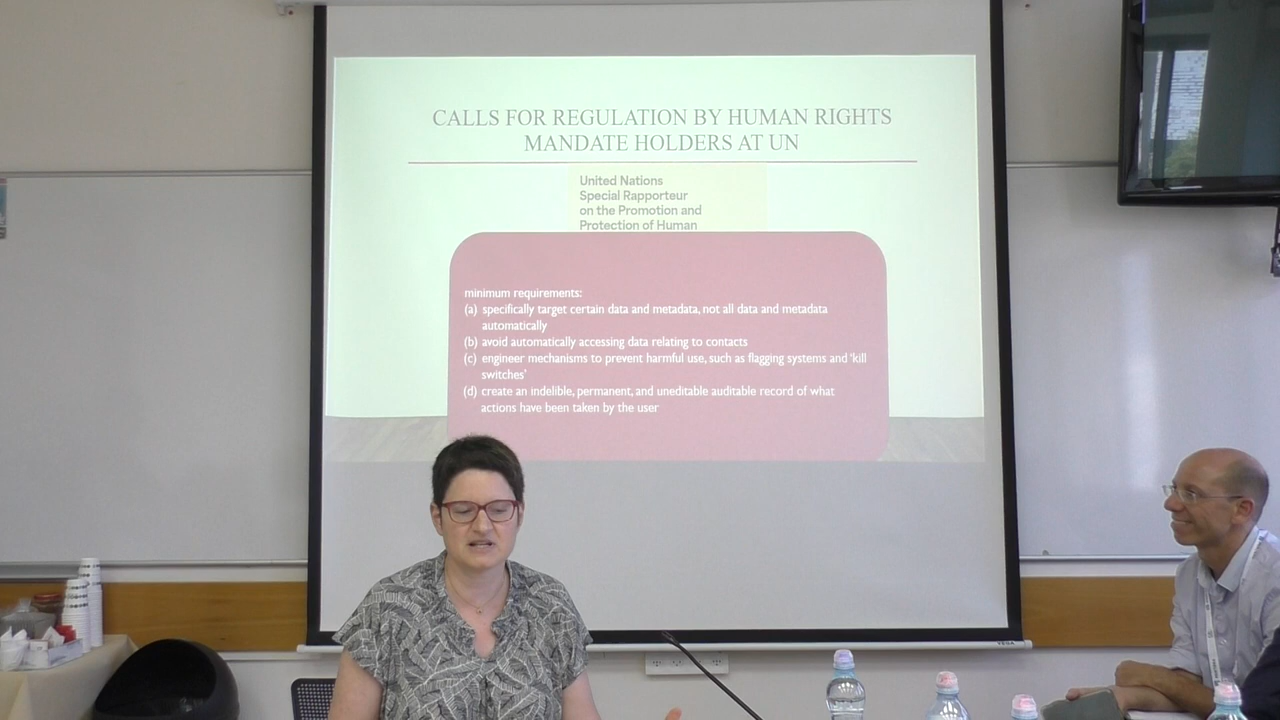 CALLS FOR REGULATION BY HUMAN RIGHTS
MANDATE HOLDERS AT UN
United Nations
Special Rapporteur
on the Promotion and
Protection of Human
minimum requirements:
(a) specifically target certain data and metadata, not all data and metadata
automatically
(b) avoid automatically accessing data relating to contacts
(c) engineer mechanisms to prevent harmful use, such as flagging systems and 'kill
switches'
(d) create an indelible, permanent, and uneditable auditable record of what
actions have been taken by the user